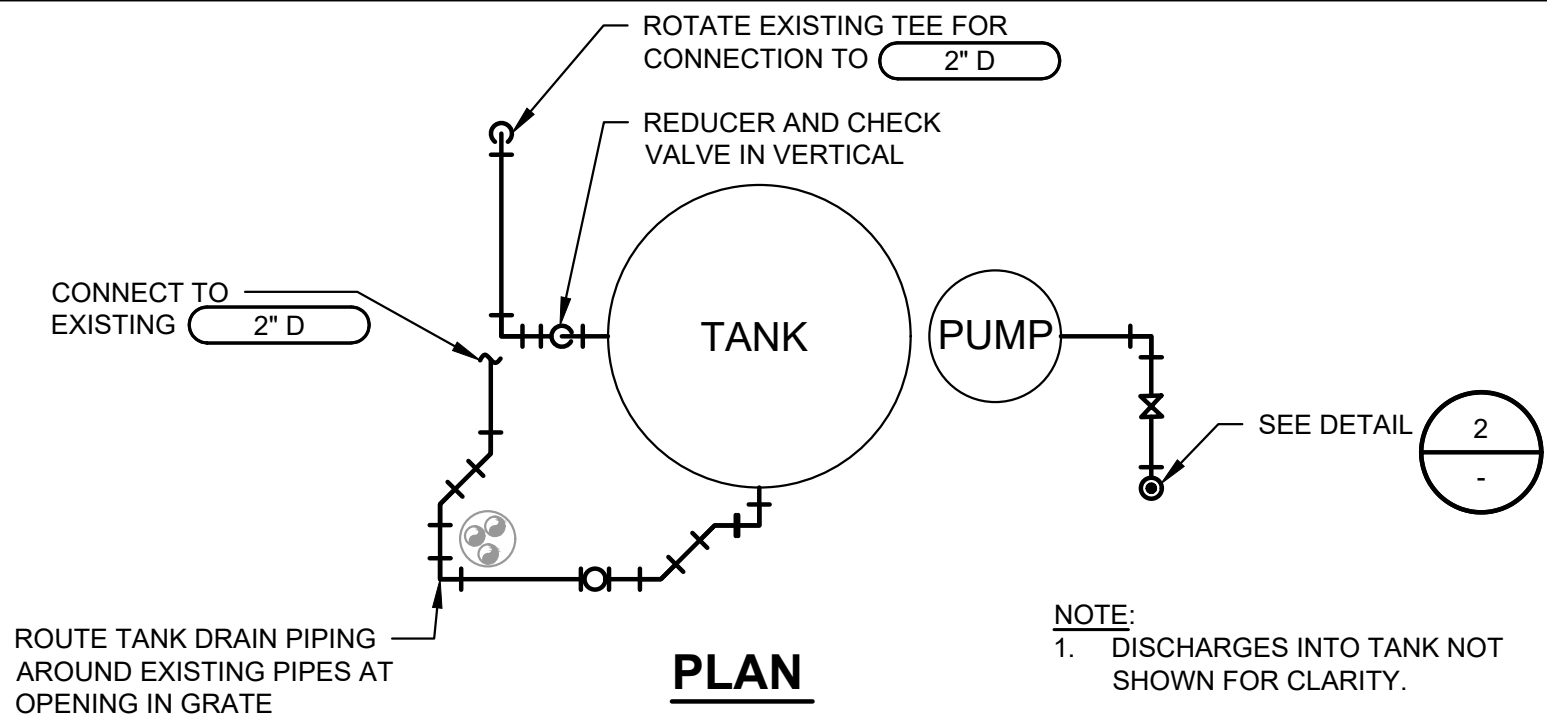 ROTATE EXISTING TEE FOR
CONNECTION TO 2" D
REDUCER AND CHECK
VALVE IN VERTICAL
CONNECT TO
EXISTING 2" D
TANK
PUMP
SEE DETAIL 2
-
ROUTE TANK DRAIN PIPING
AROUND EXISTING PIPES AT
OPENING IN GRATE
PLAN
NOTE:
1. DISCHARGES INTO TANK NOT
SHOWN FOR CLARITY.